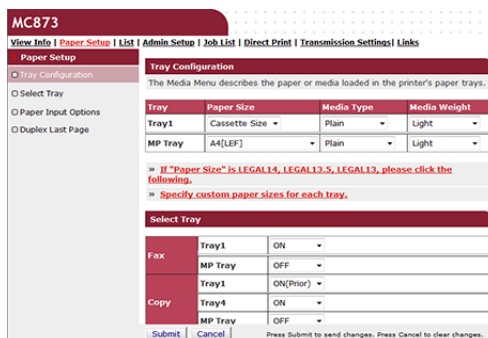 MC873
View Info | Paper Setup | List | Admin Setup | Job List | Direct Print | Transmission Settings| Links
Paper Setup
Tray Configuration
Select Tray
Paper Input Options
Duplex Last Page
Tray Configuration
The Media Menu describes the paper or media loaded in the printer's paper trays.
Tray Paper Size Media Type Media Weight
Tray1 Cassette Size Plain Light
MP Tray A4[LEF] Plain Light
» If "Paper Size" is LEGAL14, LEGAL13.5, LEGAL13, please click the
following.
» Specify custom paper sizes for each tray.
Select Tray
Fax
Tray1 ON
MP Tray OFF
Copy
Tray1 ON(Prior)
Tray4 ON
MP Tray OFF
Submit Cancel Press Submit to send changes. Press Cancel to clear changes.